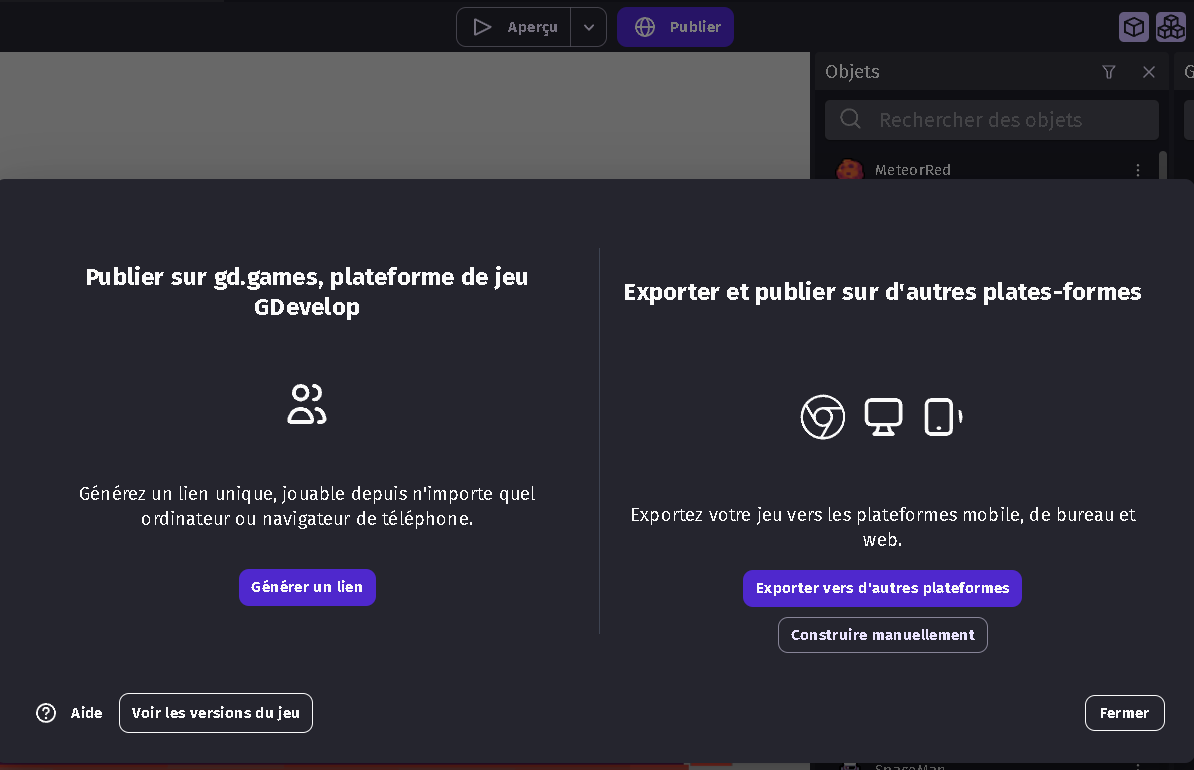 Aperçu
Publier
Objets
Rechercher des objets
MeteorRed
Publier sur gd.games, plateforme de jeu
GDevelop
Générez un lien unique, jouable depuis n'importe quel
ordinateur ou navigateur de téléphone.
Générer un lien
Exporter et publier sur d'autres plates-formes
Exportez votre jeu vers les plateformes mobile, de bureau et
web.
Exporter vers d'autres plateformes
Construire manuellement
Aide
Voir les versions du jeu
Fermer
SpaceMan